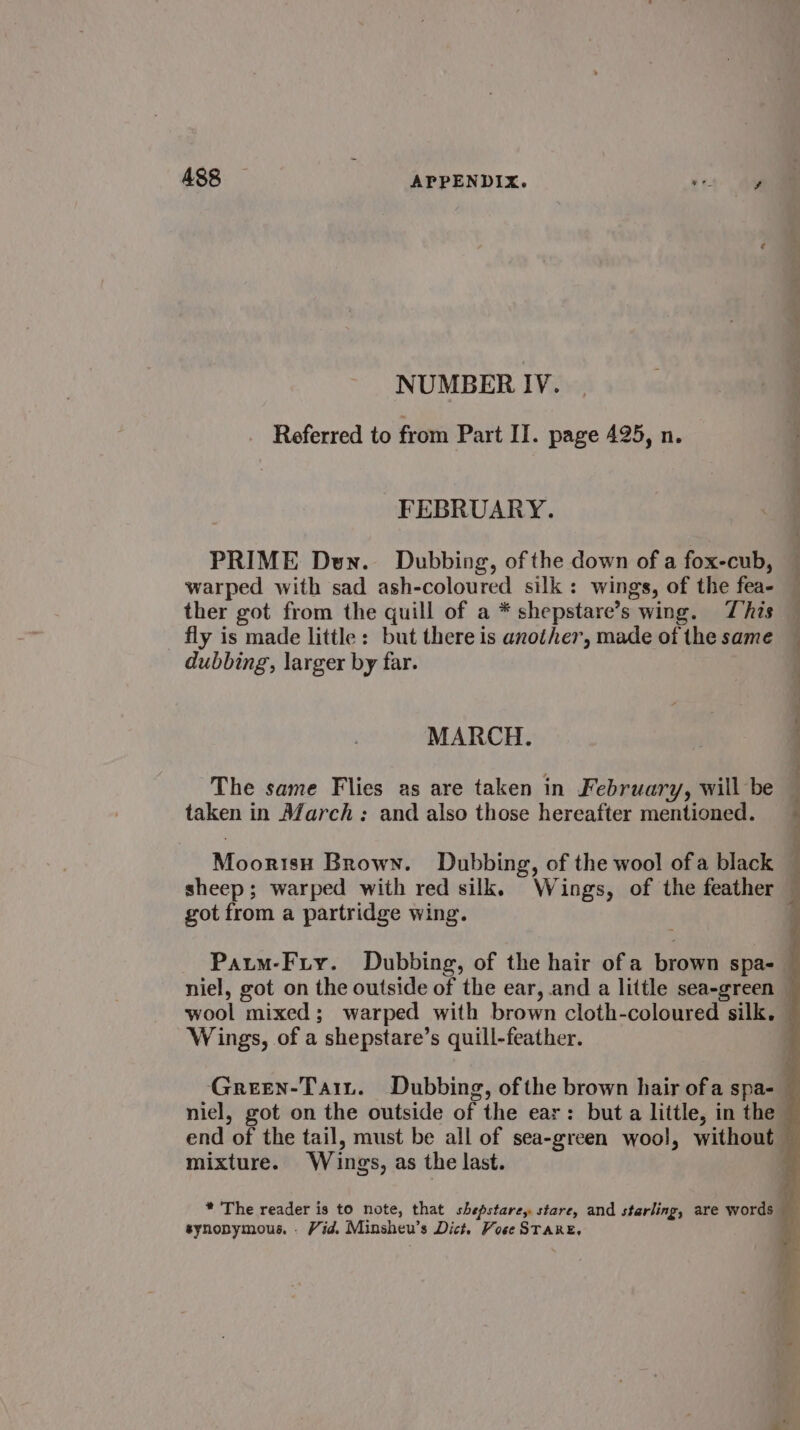 488 APPENDIX.
NUMBER IV.
Referred to from Part II. page 425, n.
FEBRUARY.
PRIME Dun. Dubbing, of the down of a fox-cub,
warped with sad ash-coloured silk : wings, of the fea-
ther got from the quill of a * shepstare's wing. This
fly is made little : but there is another, made of the same
dubbing, larger by far.
MARCH.
The same Flies as are taken in February, will be
taken in March : and also those hereafter mentioned.
Moorish Brown. Dubbing, of the wool of a black
sheep ; warped with red silk. Wings, of the feather
got from a partridge wing.
Palm-Fly. Dubbing, of the hair of a brown spa-
niel, got on the outside of the ear, and a little sea-green
wool mixed ; warped with brown cloth-coloured silk.
Wings, of a shepstare's quill-feather.
Green-Tail. Dubbing, of the brown hair of a spa-
niel, got on the outside of the ear : but a little, in the
end of the tail, must be all of sea-green wool, without
mixture. Wings, as the last.
* The reader is to note, that shepstare, stare, and starling, are words
synonymous. Vid. Minsheu's Dict. Voce STARE.